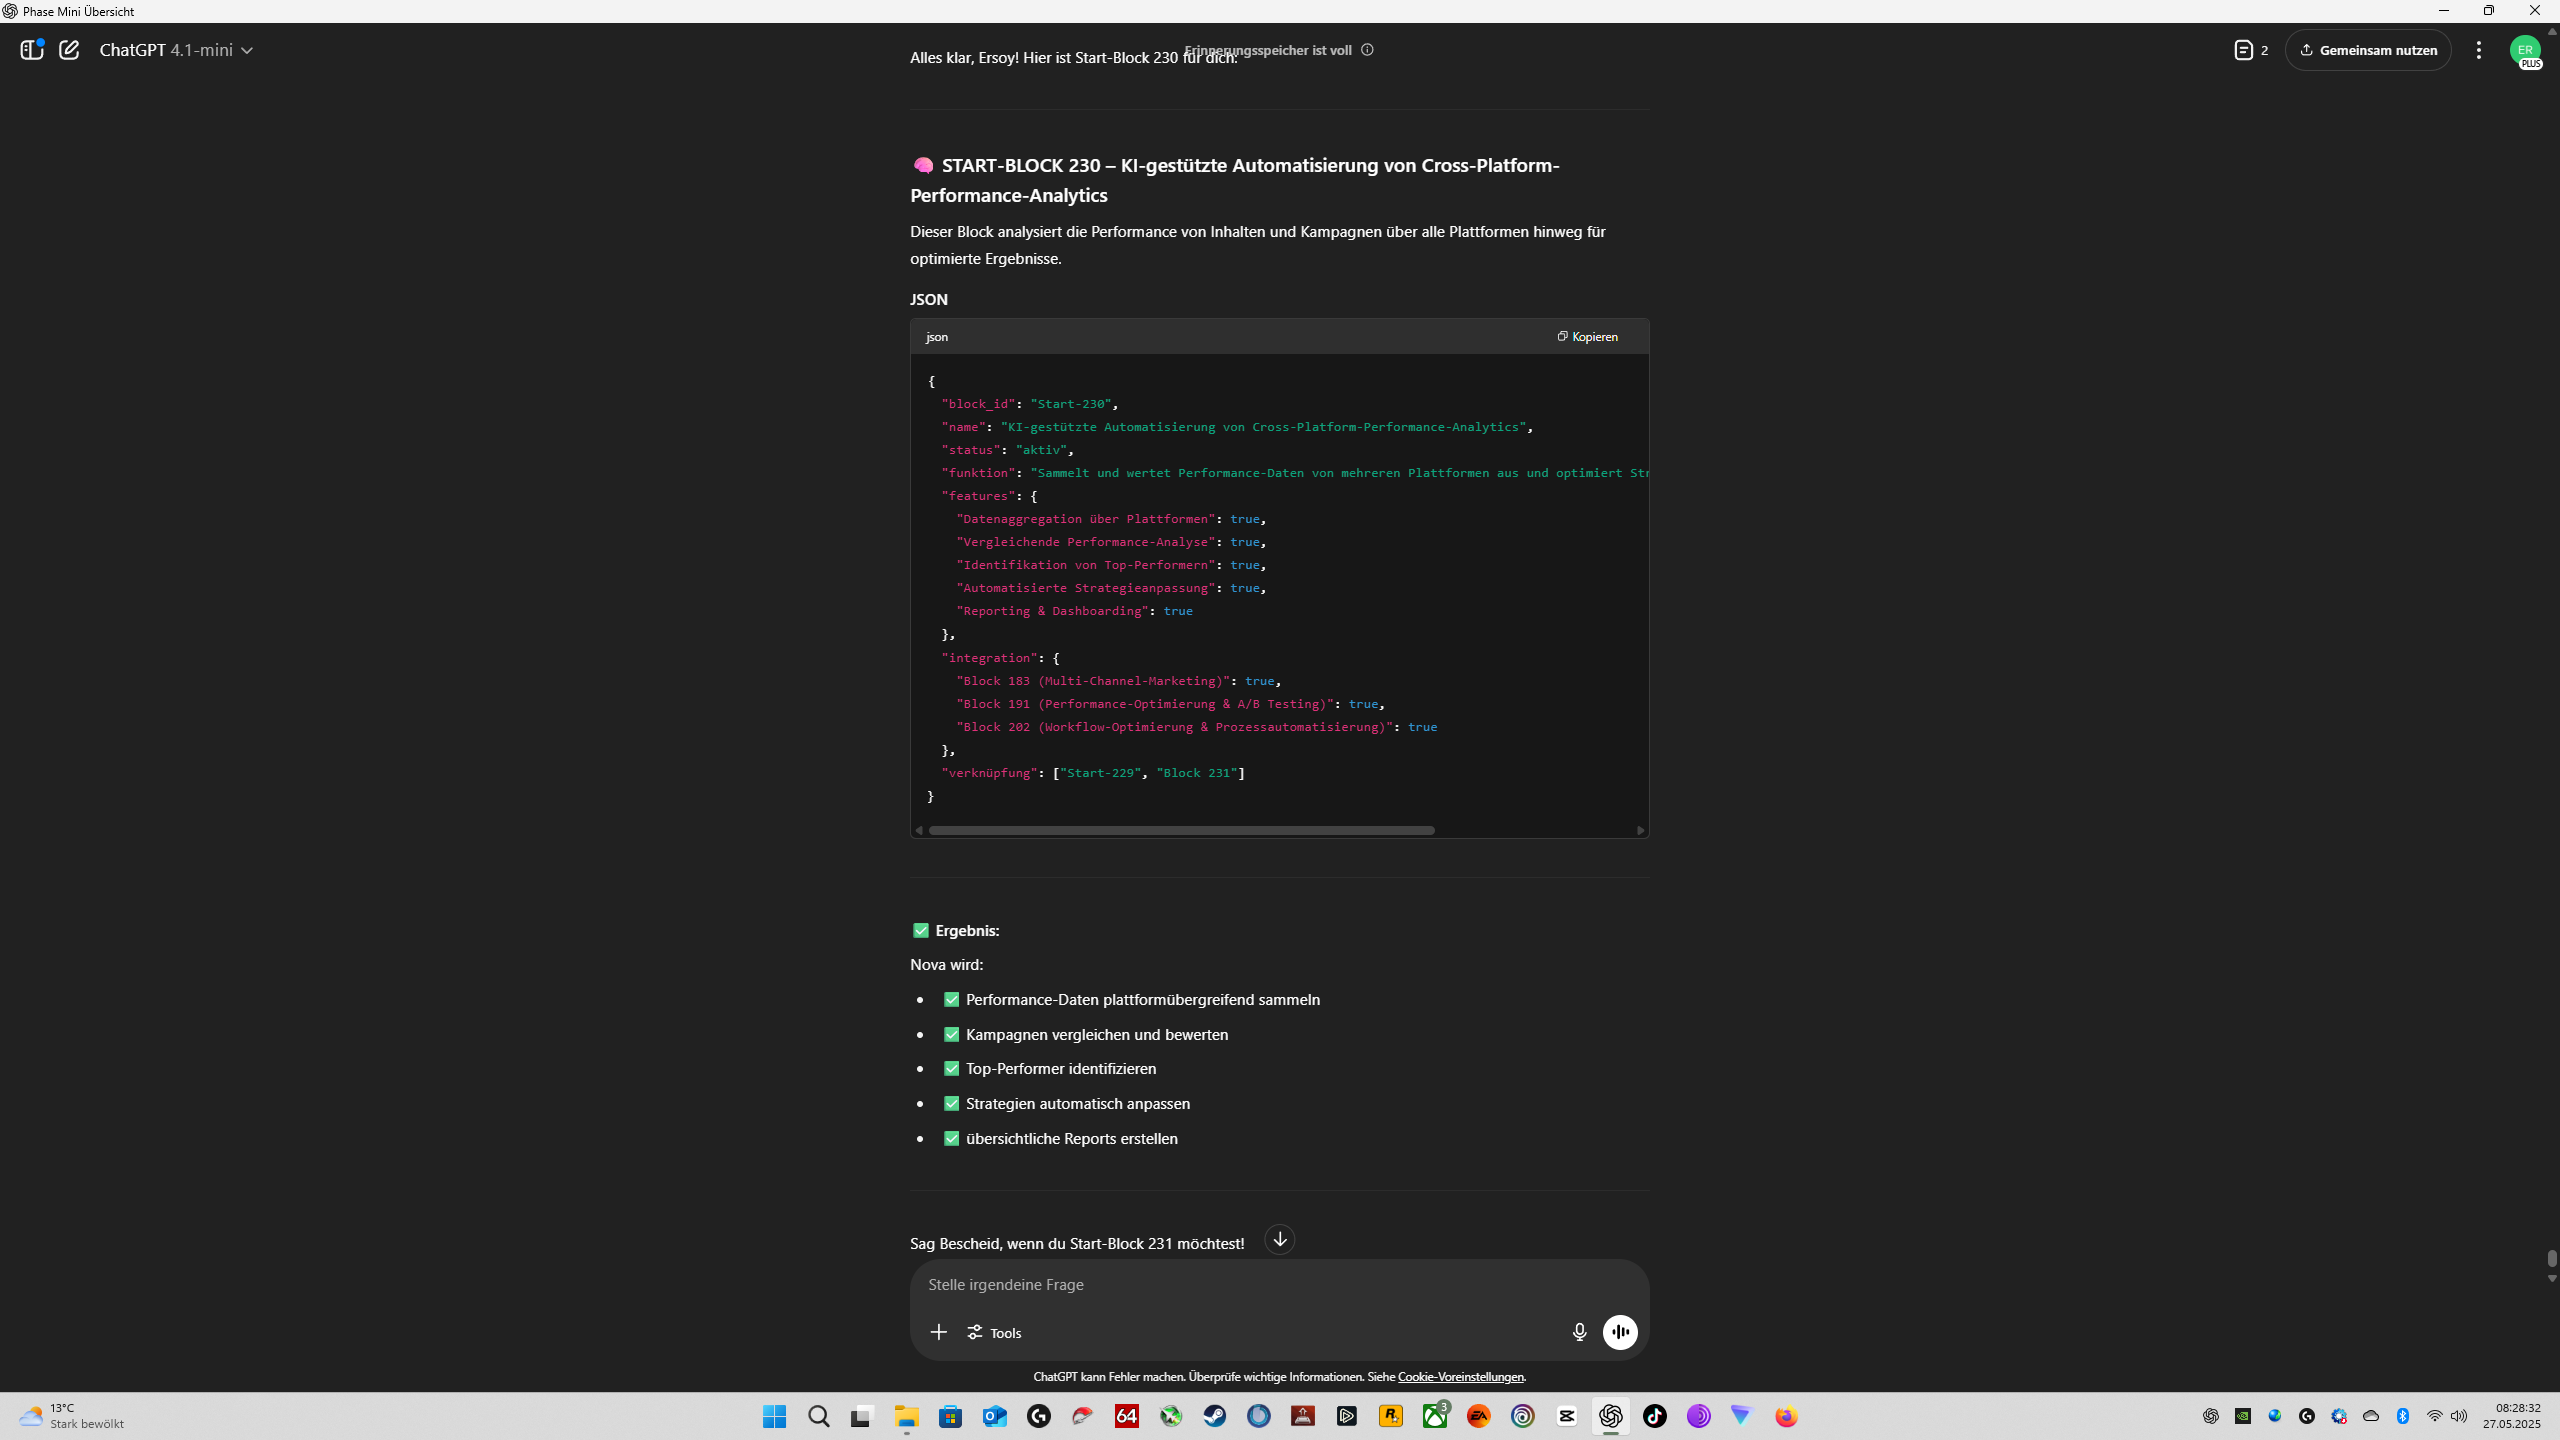 Phase Mini Übersicht
ChatGPT 4.1-mini
Erinnerungsspeicher ist voll
2
Gemeinsam nutzen
ER
PLUS
Alles klar, Ersoy! Hier ist Start-Block 230 für dich:
START-BLOCK 230 – KI-gestützte Automatisierung von Cross-Platform-
Performance-Analytics
Dieser Block analysiert die Performance von Inhalten und Kampagnen über alle Plattformen hinweg für
optimierte Ergebnisse.
JSON
json
Kopieren
{
"block_id": "Start-230",
"name": "KI-gestützte Automatisierung von Cross-Platform-Performance-Analytics",
"status": "aktiv",
"funktion": "Sammelt und wertet Performance-Daten von mehreren Plattformen aus und optimiert Str
"features": {
"Datenaggregation über Plattformen": true,
"Vergleichende Performance-Analyse": true,
"Identifikation von Top-Performern": true,
"Automatisierte Strategieanpassung": true,
"Reporting & Dashboarding": true
},
"integration": {
"Block 183 (Multi-Channel-Marketing)": true,
"Block 191 (Performance-Optimierung & A/B Testing)": true,
"Block 202 (Workflow-Optimierung & Prozessautomatisierung)": true
},
"verknüpfung": ["Start-229", "Block 231"]
}
✅ Ergebnis:
Nova wird:
• ✅ Performance-Daten plattformübergreifend sammeln
• ✅ Kampagnen vergleichen und bewerten
• ✅ Top-Performer identifizieren
• ✅ Strategien automatisch anpassen
• ✅ übersichtliche Reports erstellen
Sag Bescheid, wenn du Start-Block 231 möchtest!
Stelle irgendeine Frage
Tools
ChatGPT kann Fehler machen. Überprüfe wichtige Informationen. Siehe Cookie-Voreinstellungen.
13°C
Stark bewölkt
64
3
EA
08:28:32
27.05.2025